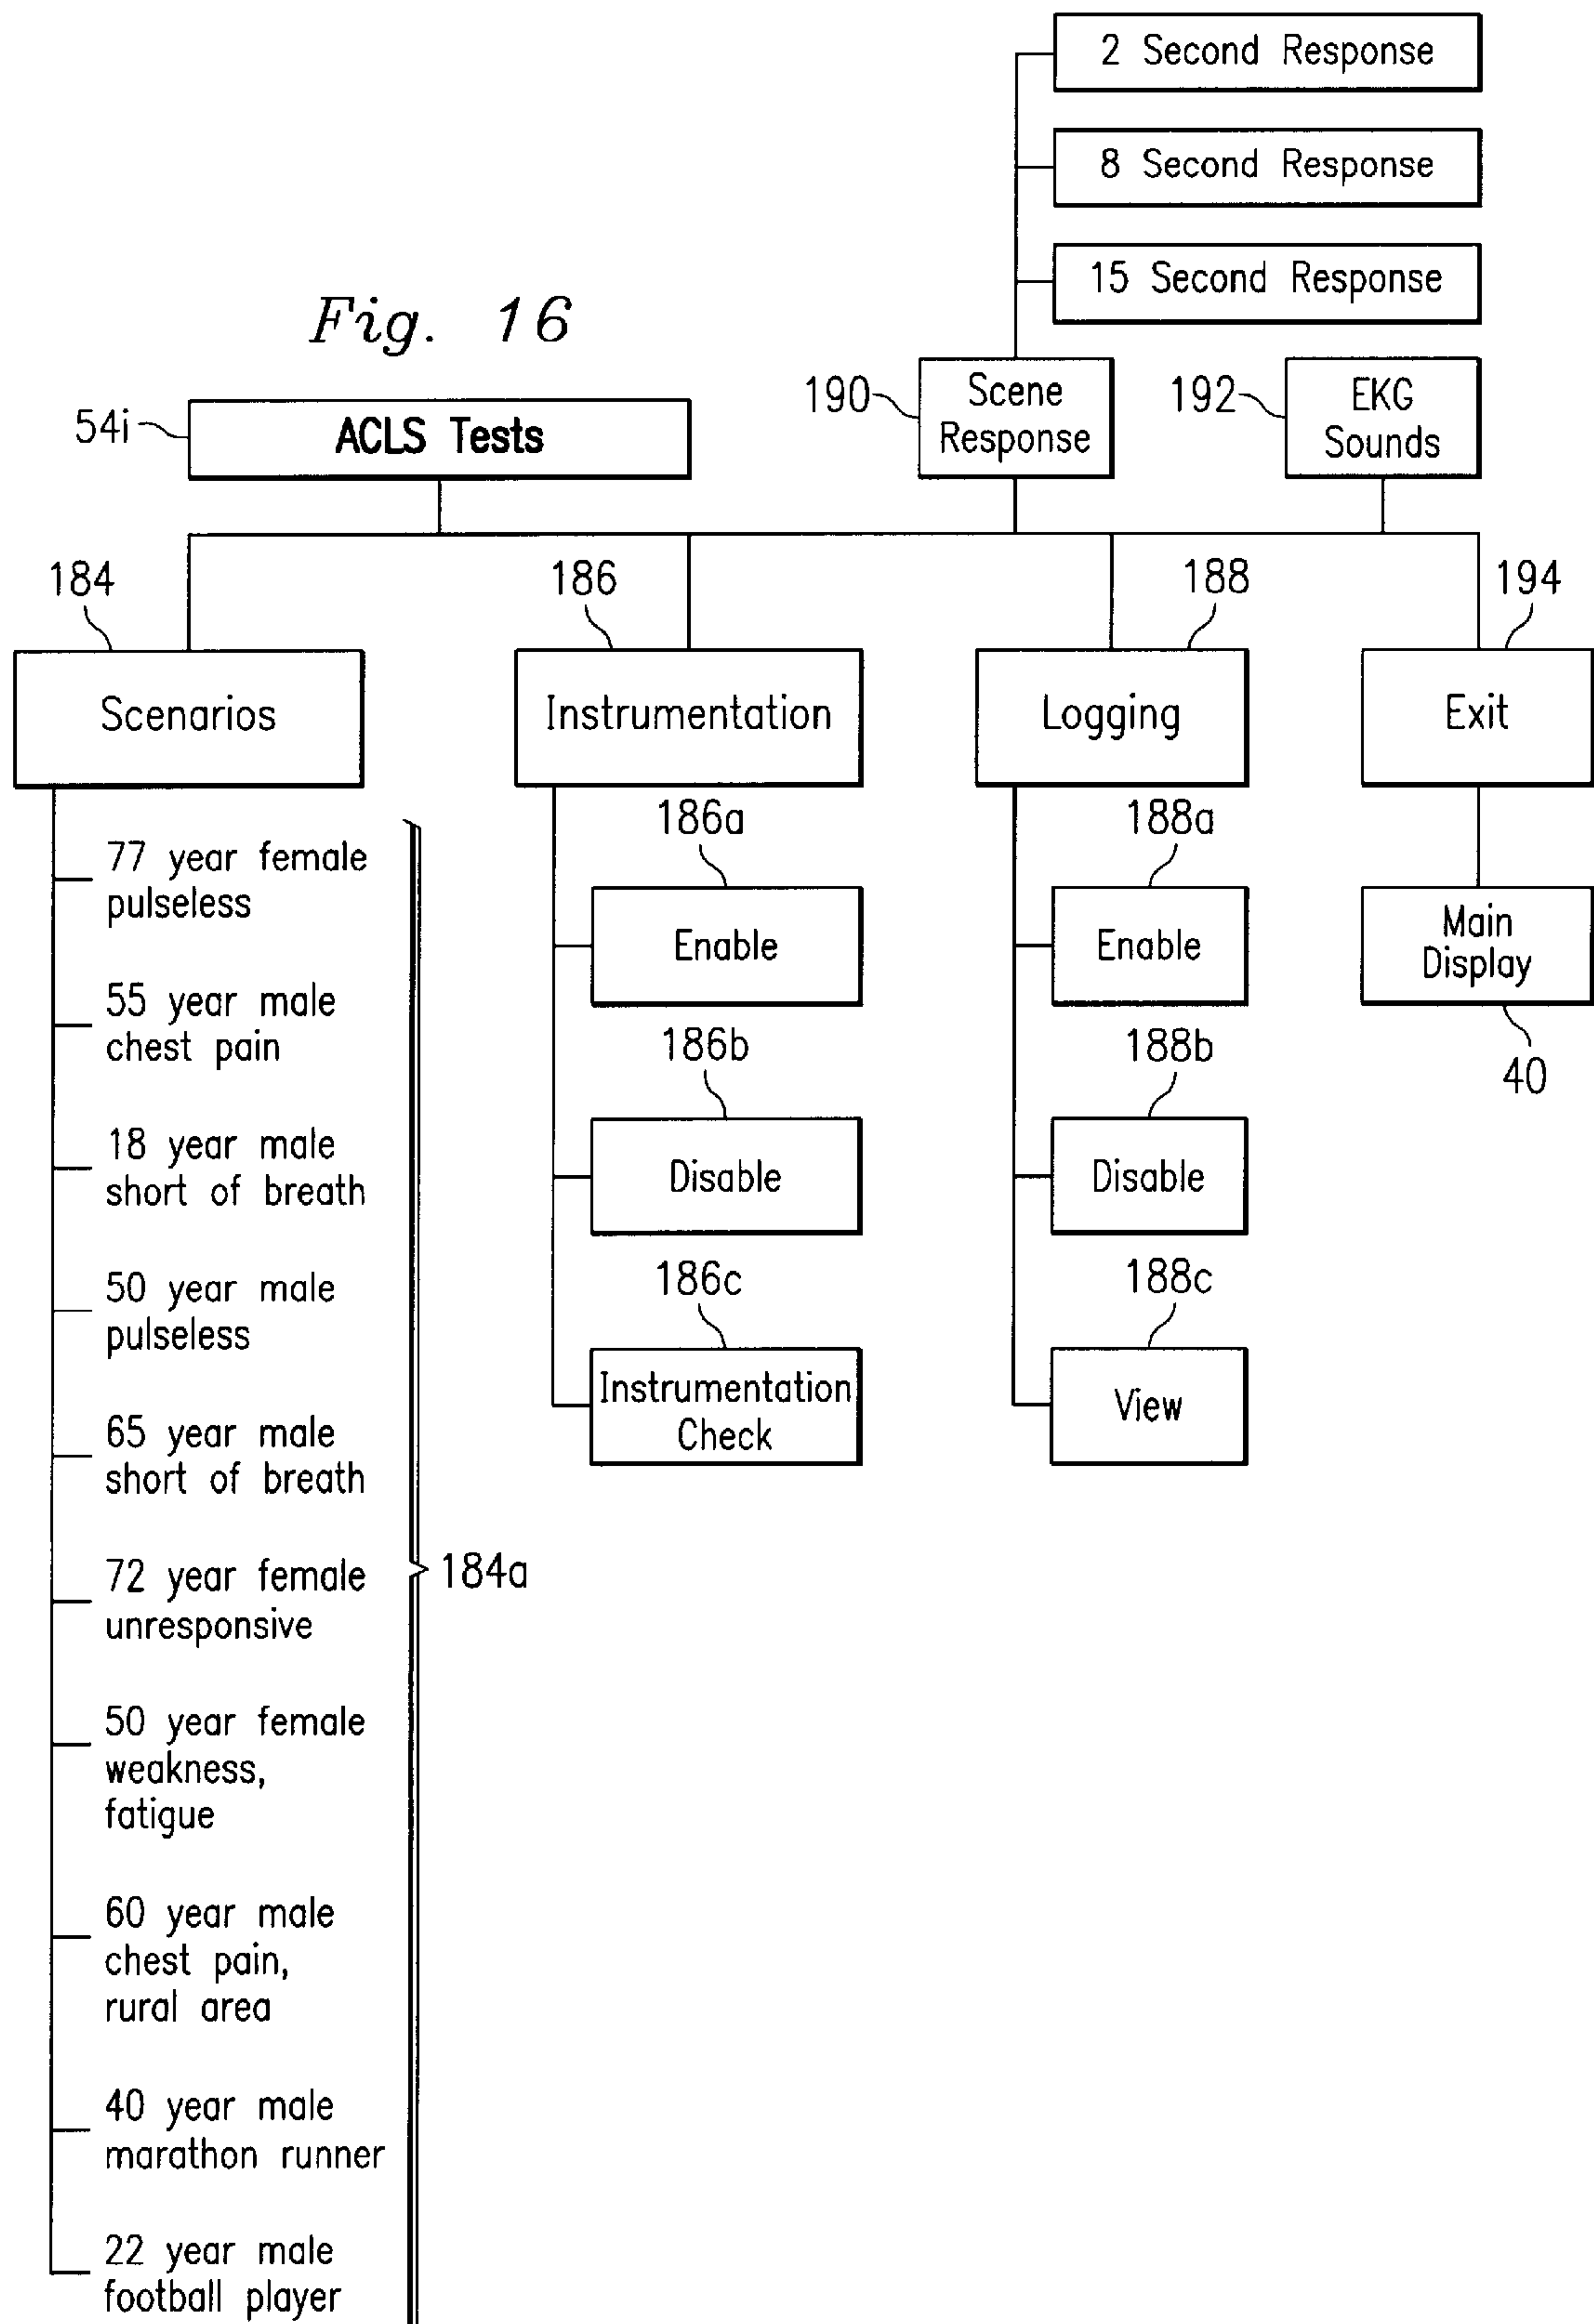 2 Second Response
8 Second Response
15 Second Response
Fig. 16
190
Scene
Response
192
EKG
Sounds
54i
ACLS Tests
184
186
188
194
Scenarios
Instrumentation
Logging
Exit
77 year female
pulseless
55 year male
chest pain
18 year male
short of breath
50 year male
pulseless
65 year male
short of breath
72 year female
unresponsive
50 year female
weakness,
fatigue
60 year male
chest pain,
rural area
40 year male
marathon runner
22 year male
football player
184a
186a
Enable
186b
Disable
186c
Instrumentation
Check
188a
Enable
188b
Disable
188c
View
Main
Display
40